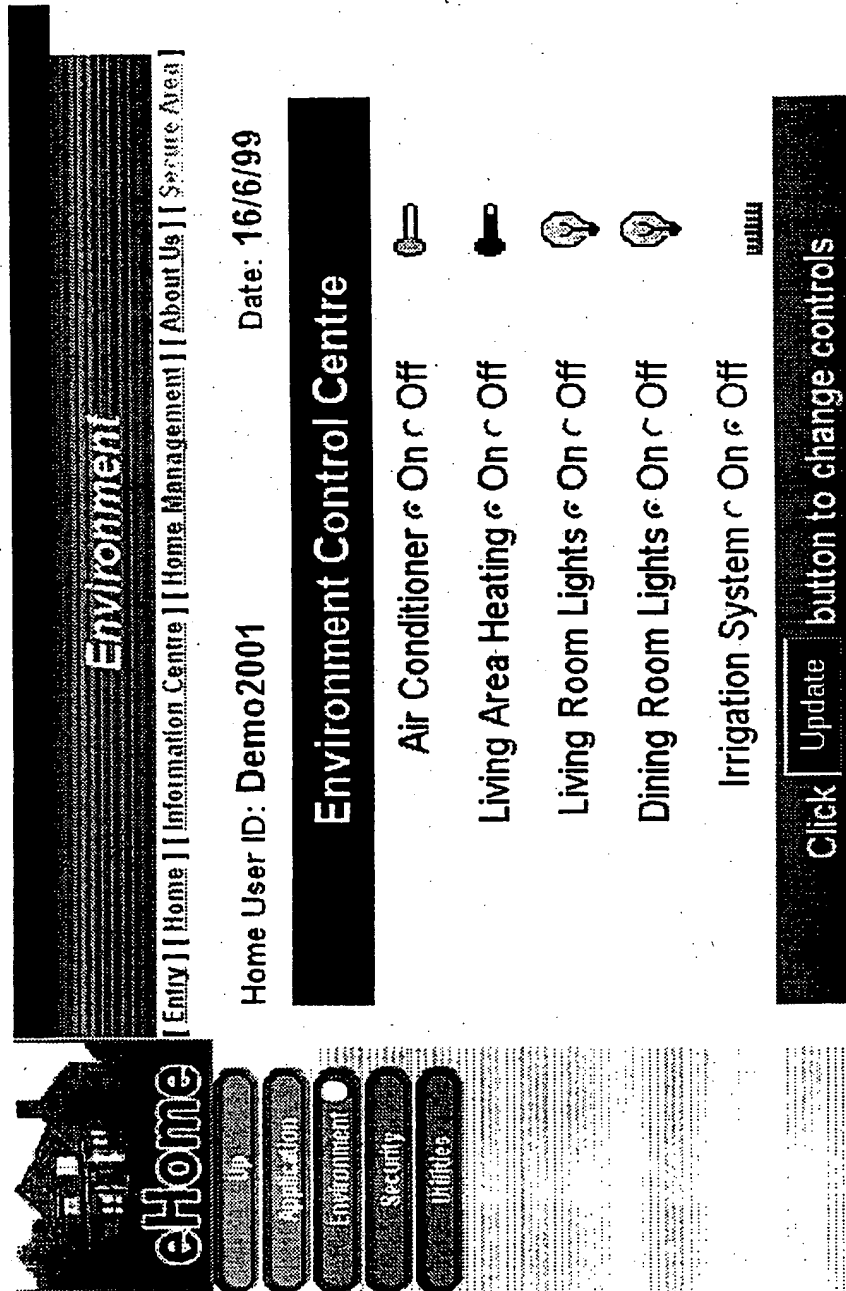 Environment
[ Entry ] [ Home ] [ Information Centre ] [ Home Management ] [ About Us ] [ Secure Area ]
eHome
Up
Application
Environment
Security
Utilities
Home User ID: Demo2001 Date: 16/6/99
Environment Control Centre
Air Conditioner On Off
Living Area Heating On Off
Living Room Lights On Off
Dining Room Lights On Off
Irrigation System On Off
Click Update button to change controls